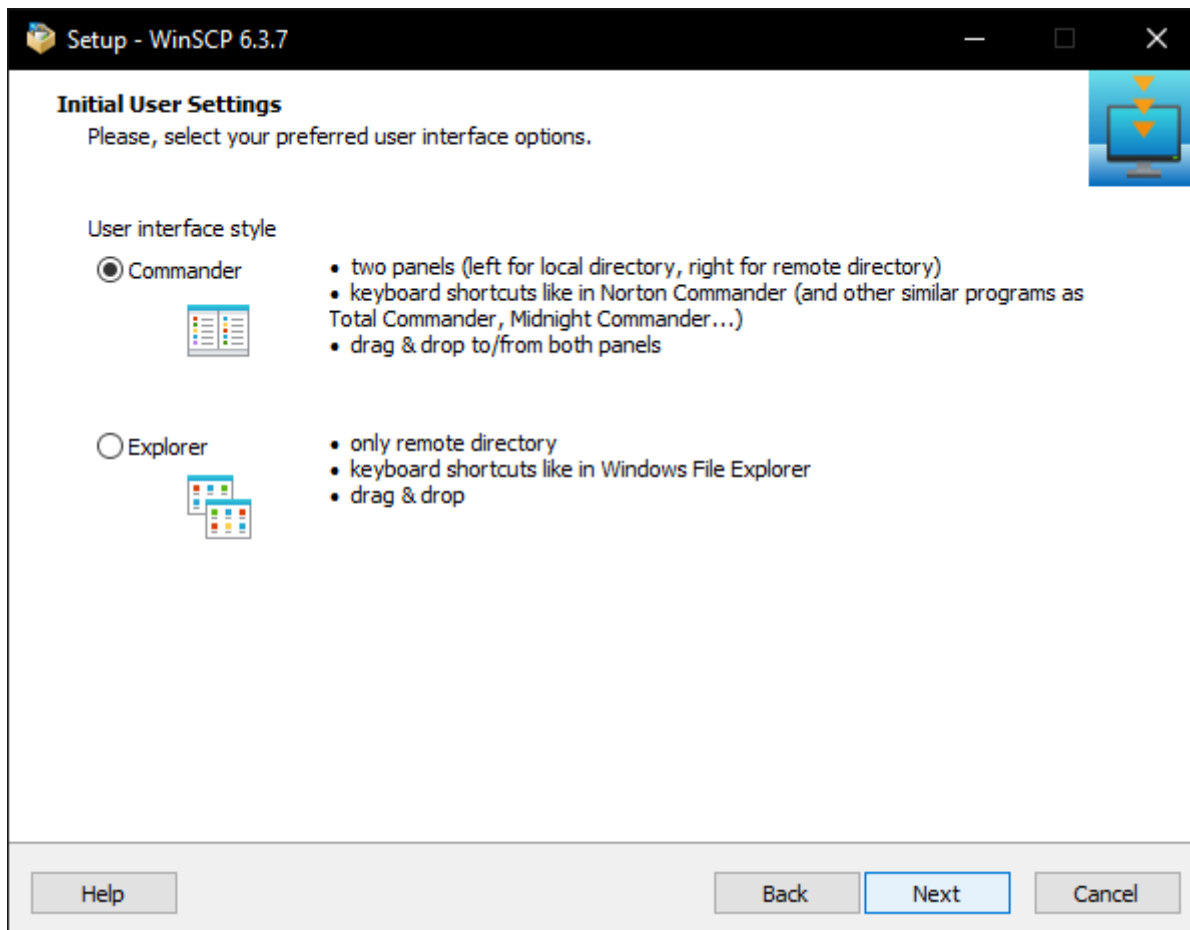 Setup - WinSCP 6.3.7
Initial User Settings
Please, select your preferred user interface options.
User interface style
Commander
• two panels (left for local directory, right for remote directory)
• keyboard shortcuts like in Norton Commander (and other similar programs as
Total Commander, Midnight Commander...)
• drag & drop to/from both panels
Explorer
• only remote directory
• keyboard shortcuts like in Windows File Explorer
• drag & drop
Help
Back
Next
Cancel